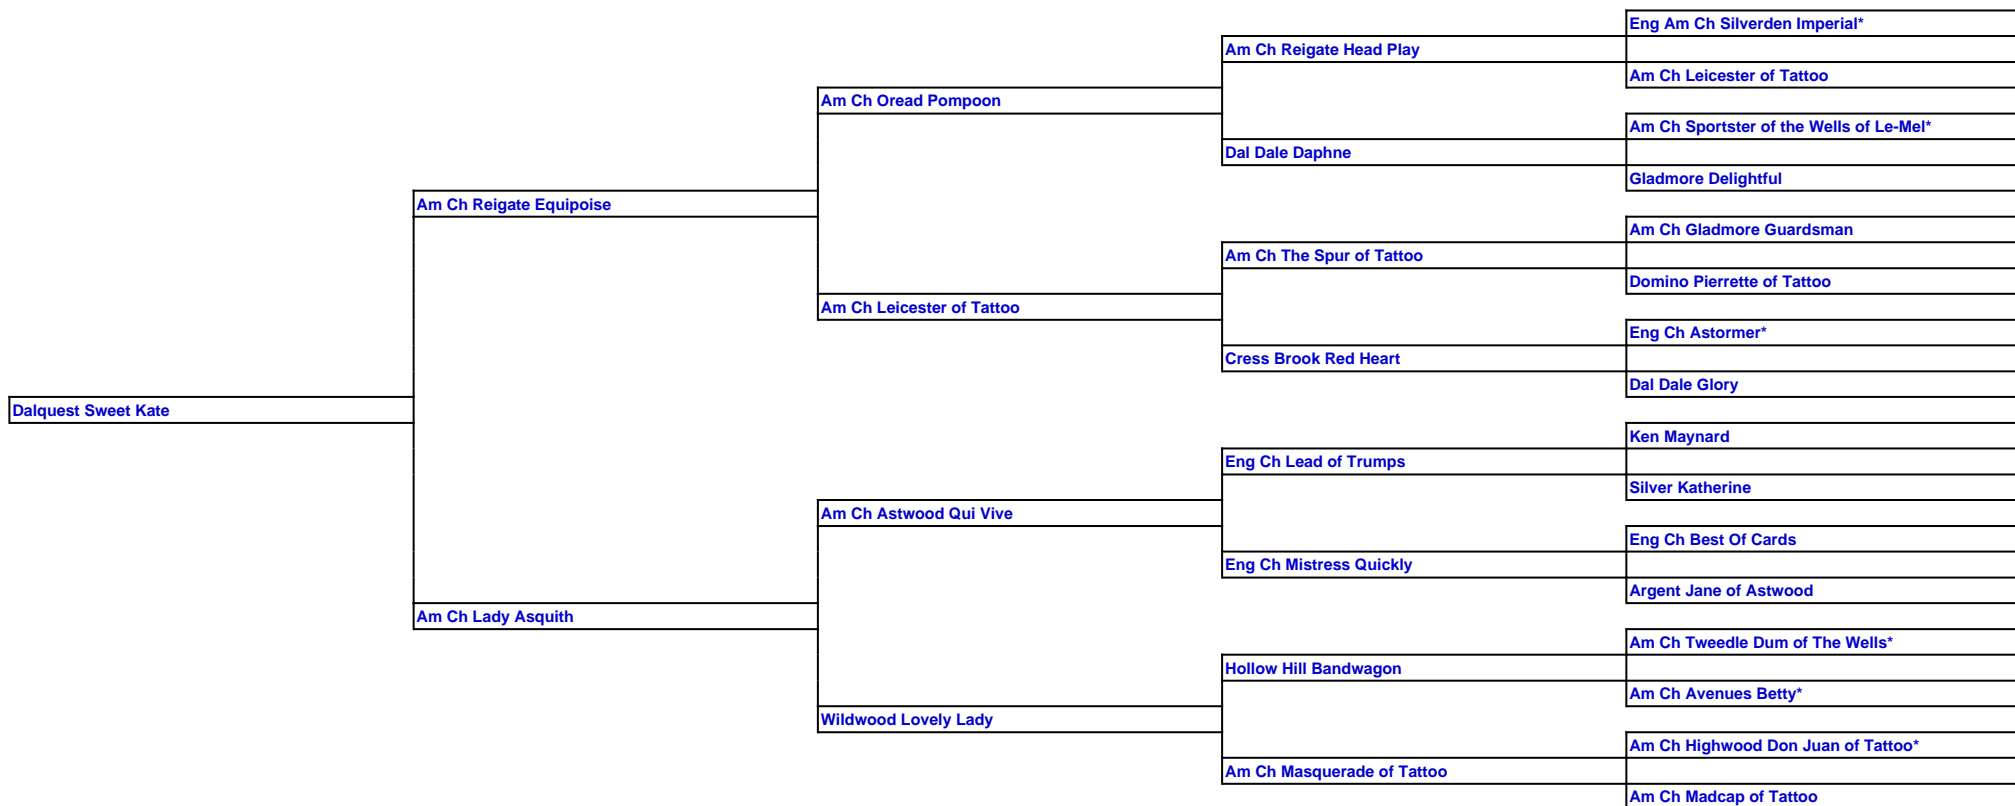 Eng Am Ch Silverden Imperial*
Am Ch Reigate Head Play
Am Ch Leicester of Tattoo
Am Ch Oread Pompoon
Am Ch Sportster of the Wells of Le-Mel*
Dal Dale Daphne
Gladmore Delightful
Am Ch Reigate Equipoise
Am Ch Gladmore Guardsman
Am Ch The Spur of Tattoo
Domino Pierrette of Tattoo
Am Ch Leicester of Tattoo
Eng Ch Astormer*
Cress Brook Red Heart
Dal Dale Glory
Dalquest Sweet Kate
Ken Maynard
Eng Ch Lead of Trumps
Silver Katherine
Am Ch Astwood Qui Vive
Eng Ch Best Of Cards
Eng Ch Mistress Quickly
Argent Jane of Astwood
Am Ch Lady Asquith
Am Ch Tweedle Dum of The Wells*
Hollow Hill Bandwagon
Am Ch Avenues Betty*
Wildwood Lovely Lady
Am Ch Highwood Don Juan of Tattoo*
Am Ch Masquerade of Tattoo
Am Ch Madcap of Tattoo